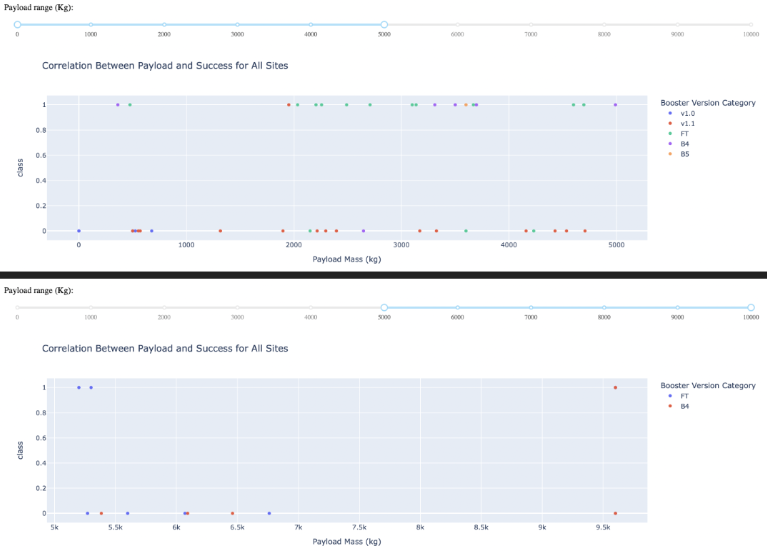 Payload range (Kg):
0 1000 2000 3000 4000 5000 6000 7000 8000 9000 10000
Correlation Between Payload and Success for All Sites
Booster Version Category
v1.0
v1.1
FT
B4
B5
1
0.8
0.6
0.4
0.2
0
class
0 1000 2000 3000 4000 5000
Payload Mass (kg)
Payload range (Kg):
0 1000 2000 3000 4000 5000 6000 7000 8000 9000 10000
Correlation Between Payload and Success for All Sites
Booster Version Category
FT
B4
1
0.8
0.6
0.4
0.2
0
class
5k 5.5k 6k 6.5k 7k 7.5k 8k 8.5k 9k 9.5k
Payload Mass (kg)